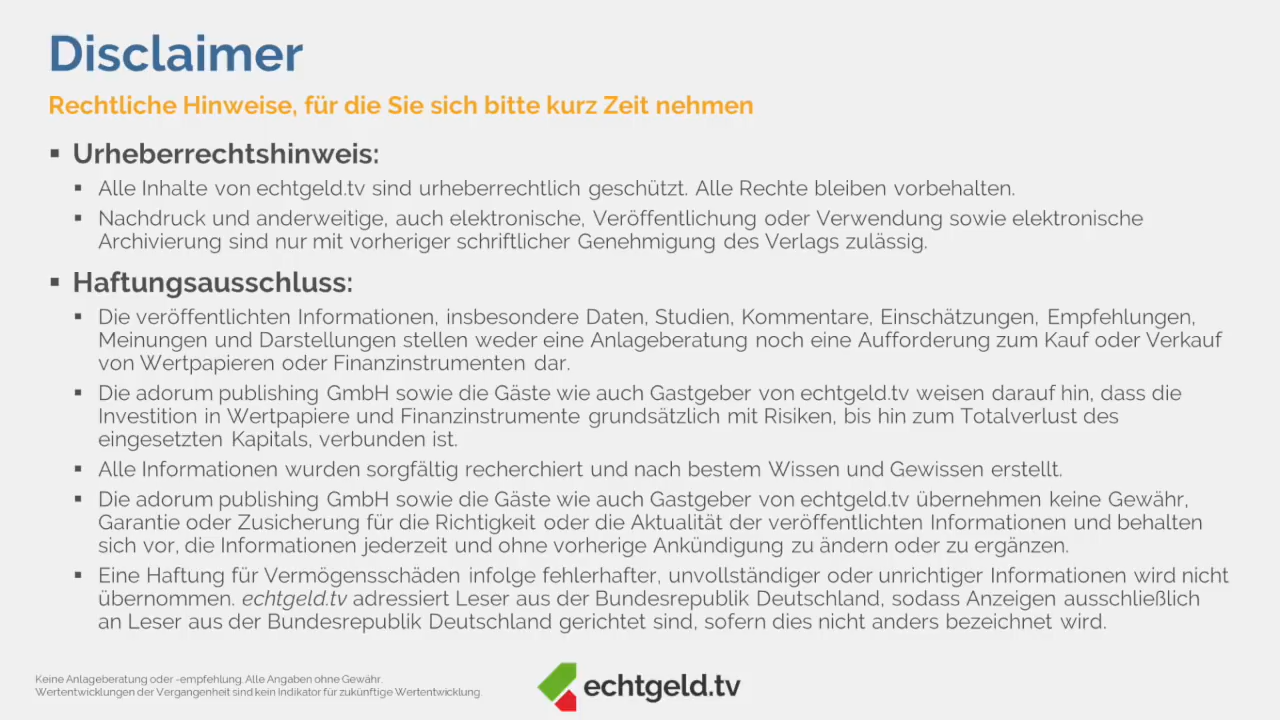 Disclaimer
Rechtliche Hinweise, für die Sie sich bitte kurz Zeit nehmen
▪ Urheberrechtshinweis:
▪ Alle Inhalte von echtgeld.tv sind urheberrechtlich geschützt. Alle Rechte bleiben vorbehalten.
▪ Nachdruck und anderweitige, auch elektronische, Veröffentlichung oder Verwendung sowie elektronische
Archivierung sind nur mit vorheriger schriftlicher Genehmigung des Verlags zulässig.
▪ Haftungsausschluss:
▪ Die veröffentlichten Informationen, insbesondere Daten, Studien, Kommentare, Einschätzungen, Empfehlungen,
Meinungen und Darstellungen stellen weder eine Anlageberatung noch eine Aufforderung zum Kauf oder Verkauf
von Wertpapieren oder Finanzinstrumenten dar.
▪ Die adorum publishing GmbH sowie die Gäste wie auch Gastgeber von echtgeld.tv weisen darauf hin, dass die
Investition in Wertpapiere und Finanzinstrumente grundsätzlich mit Risiken, bis hin zum Totalverlust des
eingesetzten Kapitals, verbunden ist.
▪ Alle Informationen wurden sorgfältig recherchiert und nach bestem Wissen und Gewissen erstellt.
▪ Die adorum publishing GmbH sowie die Gäste wie auch Gastgeber von echtgeld.tv übernehmen keine Gewähr,
Garantie oder Zusicherung für die Richtigkeit oder die Aktualität der veröffentlichten Informationen und behalten
sich vor, die Informationen jederzeit und ohne vorherige Ankündigung zu ändern oder zu ergänzen.
▪ Eine Haftung für Vermögensschäden infolge fehlerhafter, unvollständiger oder unrichtiger Informationen wird nicht
übernommen. echtgeld.tv adressiert Leser aus der Bundesrepublik Deutschland, sodass Anzeigen ausschließlich
an Leser aus der Bundesrepublik Deutschland gerichtet sind, sofern dies nicht anders bezeichnet wird.
Keine Anlageberatung oder -empfehlung. Alle Angaben ohne Gewähr.
Wertentwicklungen der Vergangenheit sind kein Indikator für zukünftige Wertentwicklung.
echtgeld.tv